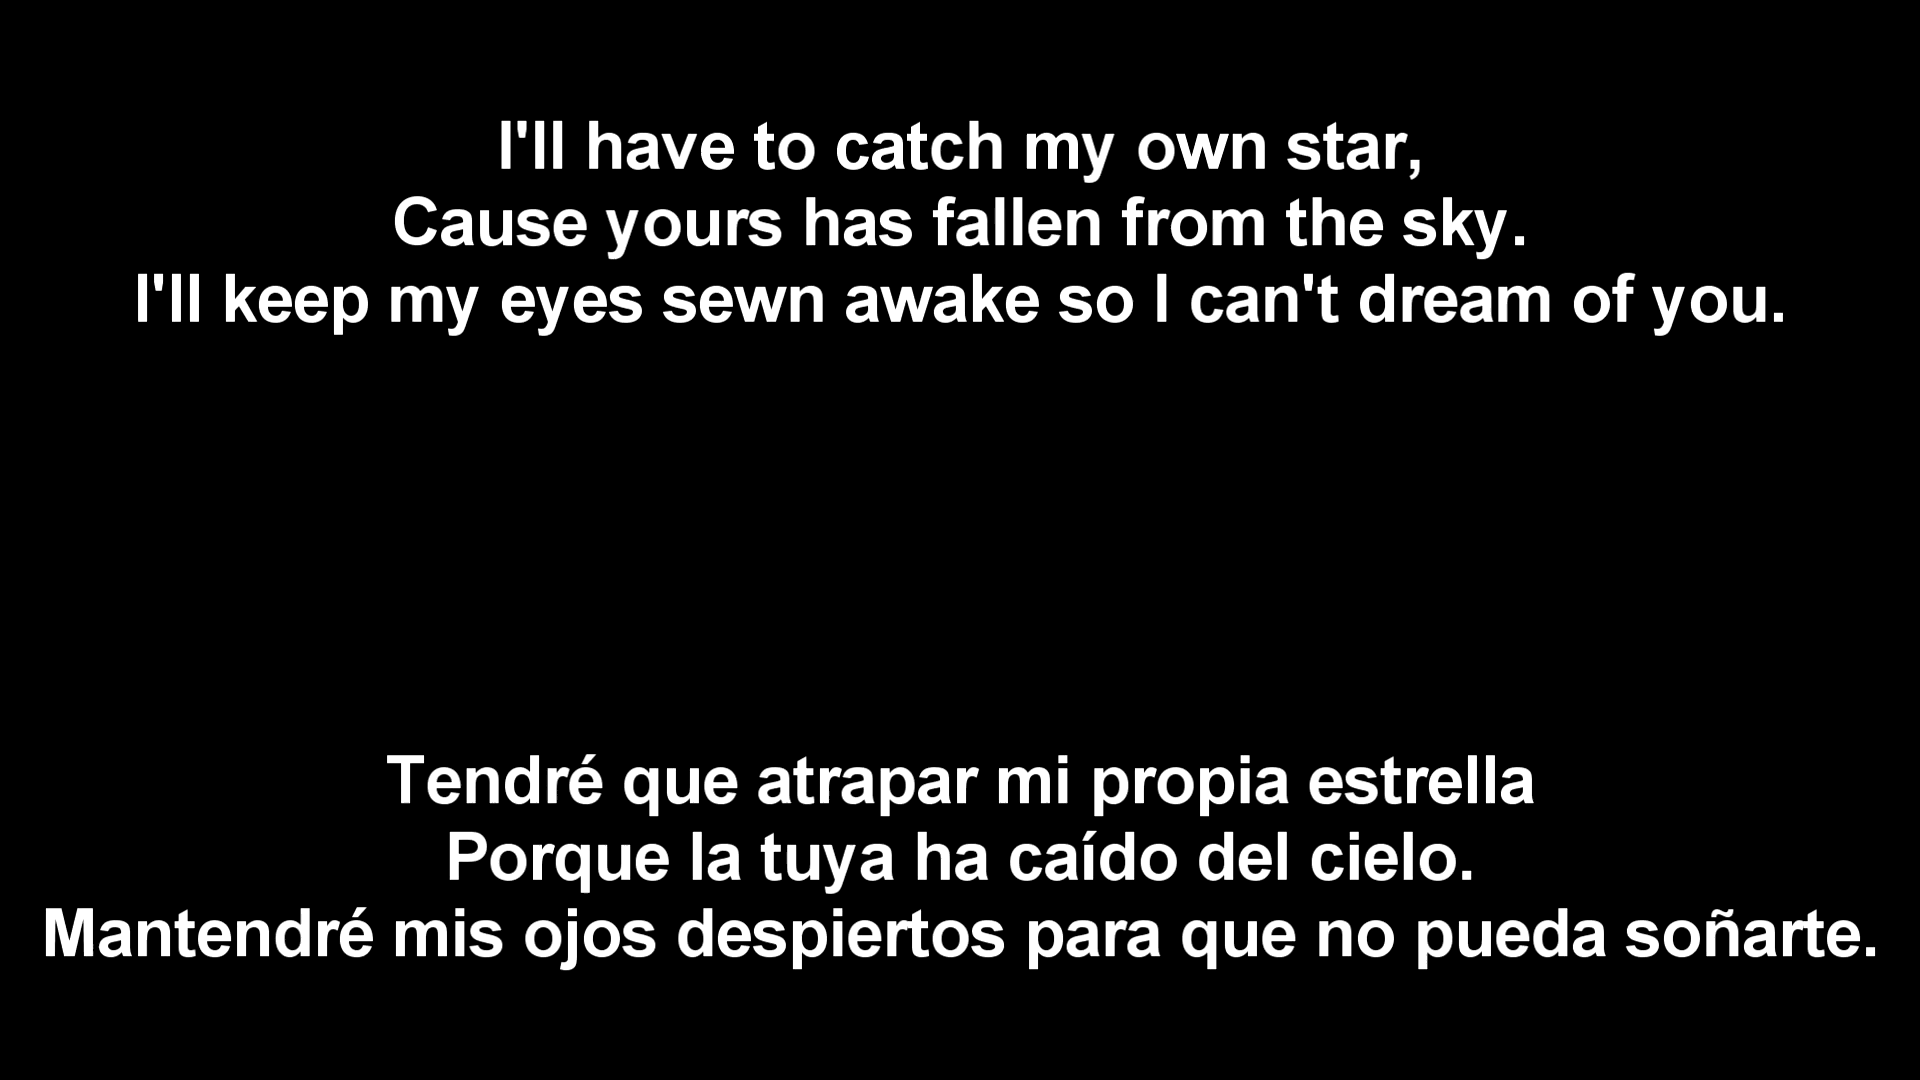 I'll have to catch my own star,
Cause yours has fallen from the sky.
I'll keep my eyes sewn awake so I can't dream of you.
Tendré que atrapar mi propia estrella
Porque la tuya ha caído del cielo.
Mantendré mis ojos despiertos para que no pueda soñarte.